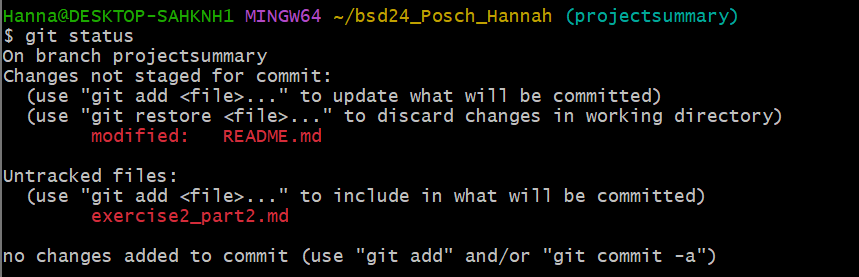 Hanna@DESKTOP-SAHKNH1 MINGW64 ~/bsd24_Posch_Hannah (projectsummary)
$ git status
On branch projectsummary
Changes not staged for commit:
  (use "git add <file>..." to update what will be committed)
  (use "git restore <file>..." to discard changes in working directory)
        modified:   README.md

Untracked files:
  (use "git add <file>..." to include in what will be committed)
        exercise2_part2.md

no changes added to commit (use "git add" and/or "git commit -a")